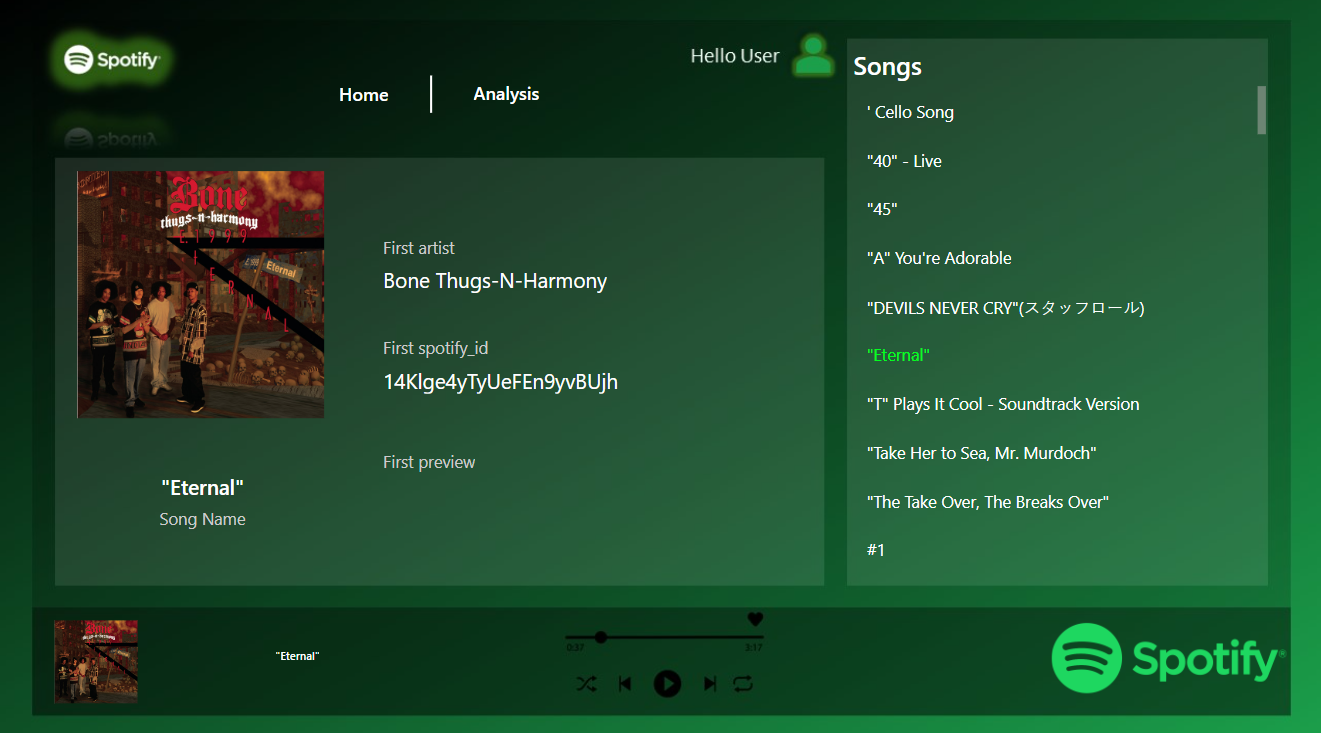 Spotify
Hello User
Home
Analysis
Bone
thugs-n-harmony
E. 1999
Eternal
ETERNAL
"Eternal"
Song Name
First artist
Bone Thugs-N-Harmony
First spotify_id
14Klge4yTyUeFEn9yvBUjh
First preview
Songs
' Cello Song
"40" - Live
"45"
"A" You're Adorable
"DEVILS NEVER CRY"(スタッフロール)
"Eternal"
"T" Plays It Cool - Soundtrack Version
"Take Her to Sea, Mr. Murdoch"
"The Take Over, The Breaks Over"
#1
Bone
"Eternal"
0:37
3:17
Spotify®